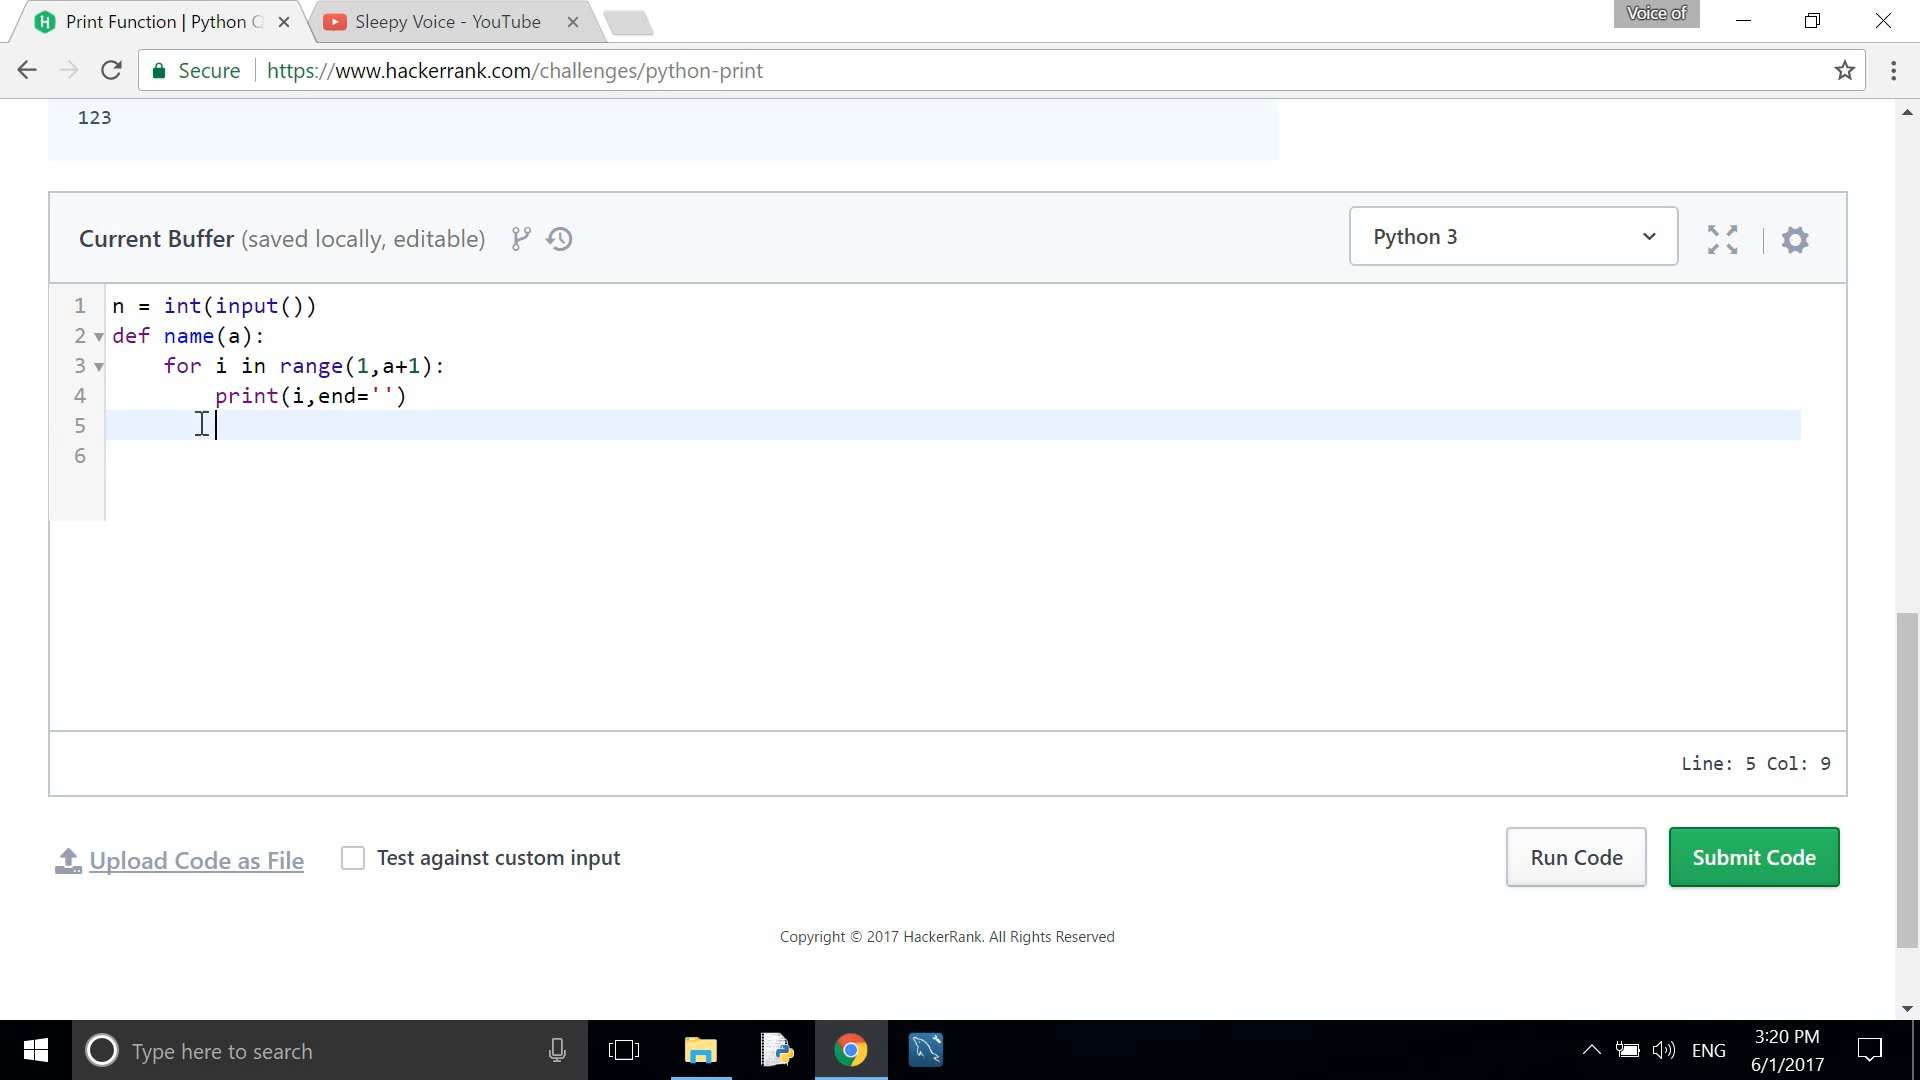 Print Function | Python
Sleepy Voice - YouTube
Voice of
Secure
https://www.hackerrank.com/challenges/python-print
123
Current Buffer (saved locally, editable)
Python 3
1 n = int(input())
2 def name(a):
3 for i in range(1,a+1):
4 print(i,end='')
5
6
Line: 5 Col: 9
Upload Code as File
Test against custom input
Run Code
Submit Code
Copyright © 2017 HackerRank. All Rights Reserved
Type here to search
ENG
3:20 PM
6/1/2017